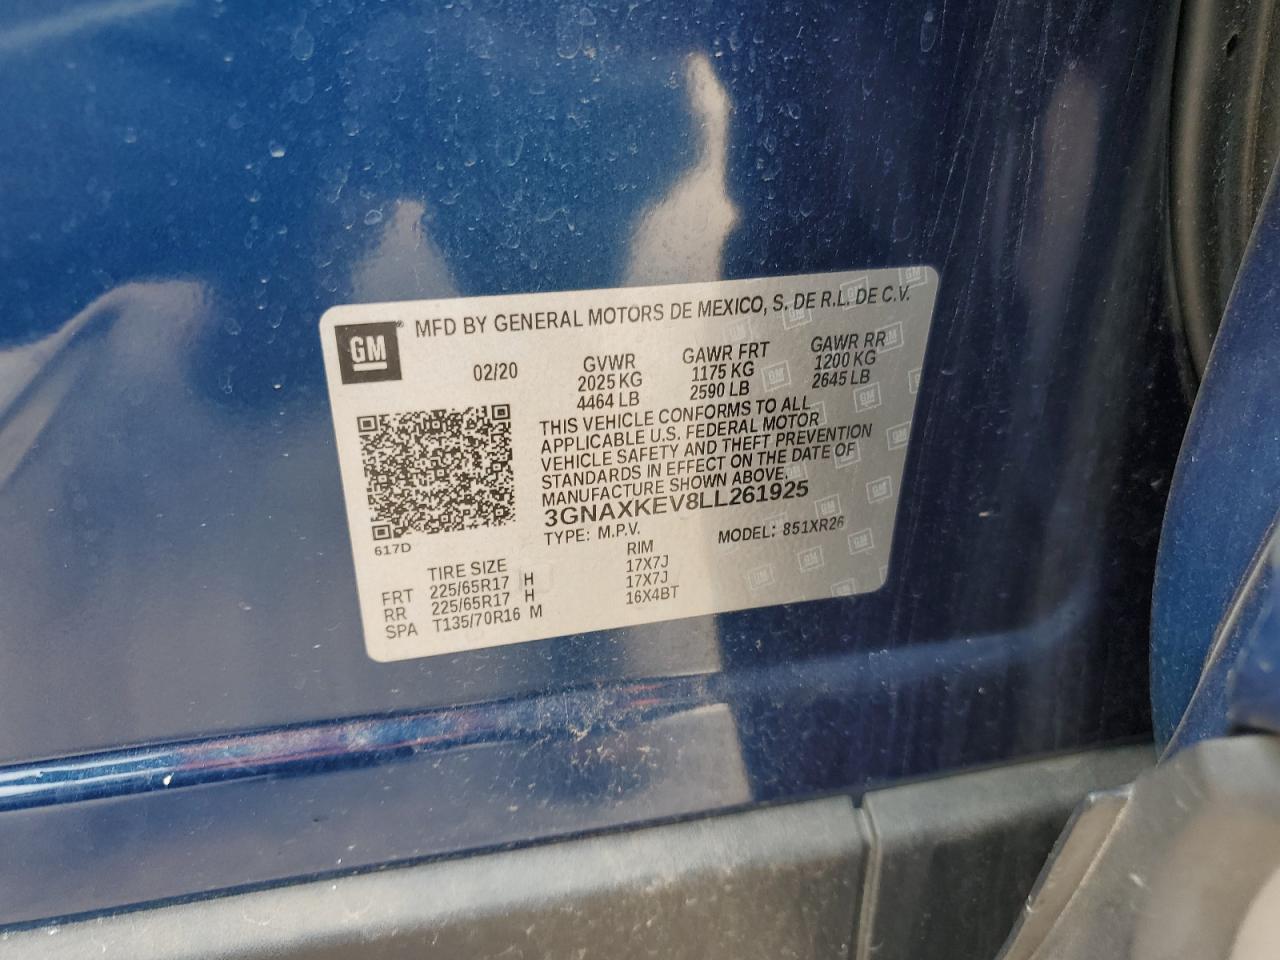 GM
MFD BY GENERAL MOTORS DE MEXICO, S. DE R.L. DE C.V.
02/20
GVWR
2025 KG
4464 LB
GAWR FRT
1175 KG
2590 LB
GAWR RR
1200 KG
2645 LB
THIS VEHICLE CONFORMS TO ALL
APPLICABLE U.S. FEDERAL MOTOR
VEHICLE SAFETY AND THEFT PREVENTION
STANDARDS IN EFFECT ON THE DATE OF
MANUFACTURE SHOWN ABOVE.
3GNAXKEV8LL261925
TYPE: M.P.V. MODEL: 851XR26
617D
TIRE SIZE RIM
FRT 225/65R17 H 17X7J
RR 225/65R17 H 17X7J
SPA T135/70R16 M 16X4BT